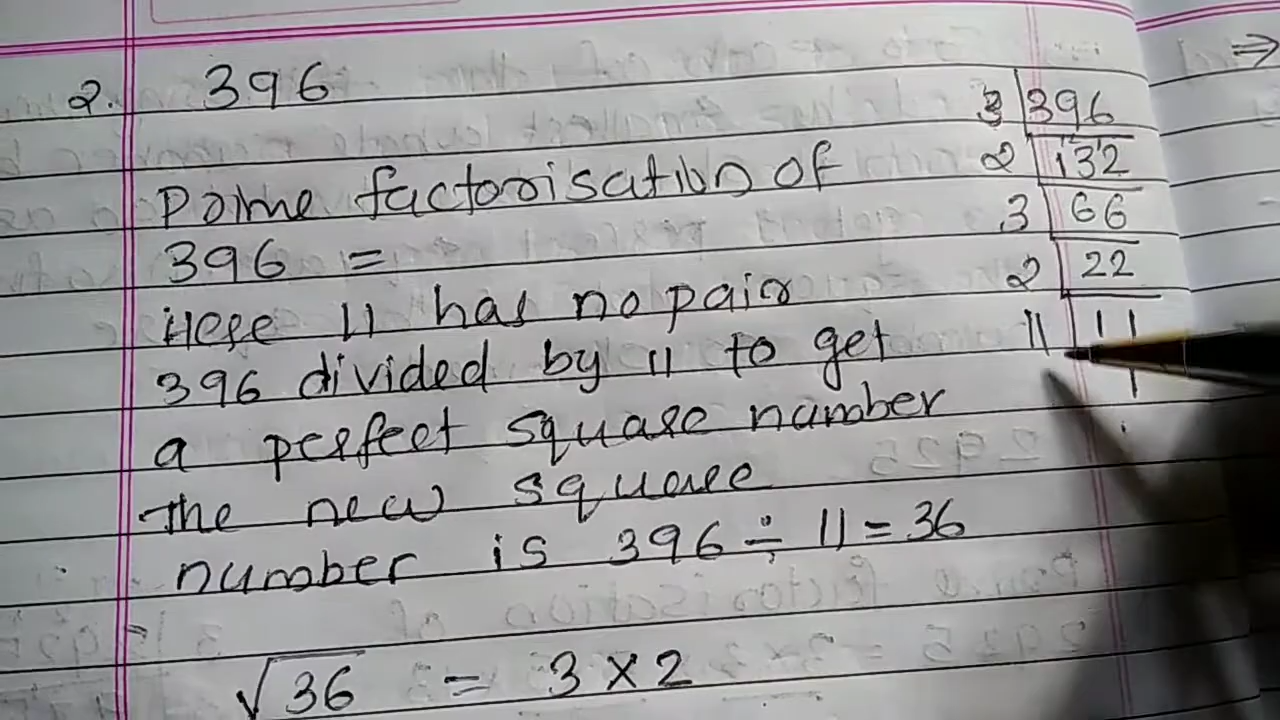 2. 396
Prime factorisation of
396 =
Here 11 has no pair
396 divided by 11 to get
a perfect square number
the new square
number is 396 ÷ 11 = 36
√36 = 3 × 2
3 396
2 132
3 66
2 22
11 11
1
⇒